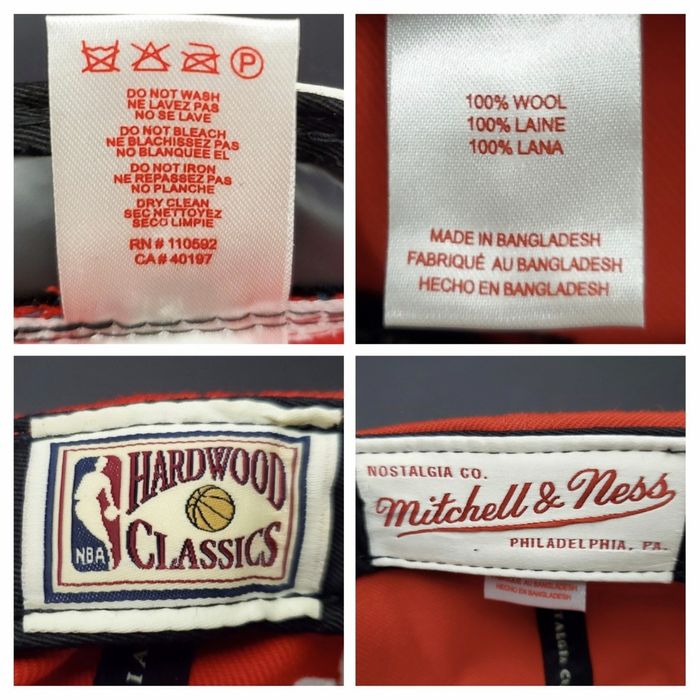 P
DO NOT WASH
NE LAVEZ PAS
NO SE LAVE
DO NOT BLEACH
NE BLACHISSEZ PAS
NO BLANQUEE EL
DO NOT IRON
NE REPASSEZ PAS
NO PLANCHE
DRY CLEAN
SEC NETTOYEZ
SECO LIMPIE
RN # 110592
CA # 40197
100% WOOL
100% LAINE
100% LANA
MADE IN BANGLADESH
FABRIQUÉ AU BANGLADESH
HECHO EN BANGLADESH
HARDWOOD
CLASSICS
NBA
NOSTALGIA CO.
Mitchell & Ness
PHILADELPHIA, PA.
FABRIQUÉ AU BANGLADESH
HECHO EN BANGLADESH